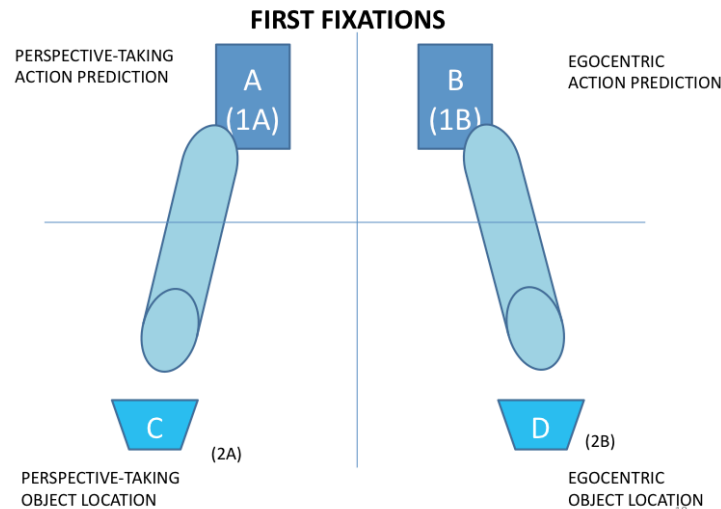 FIRST FIXATIONS
PERSPECTIVE-TAKING
ACTION PREDICTION
A
(1A)
B
(1B)
EGOCENTRIC
ACTION PREDICTION
C
(2A)
D
(2B)
PERSPECTIVE-TAKING
OBJECT LOCATION
EGOCENTRIC
OBJECT LOCATION